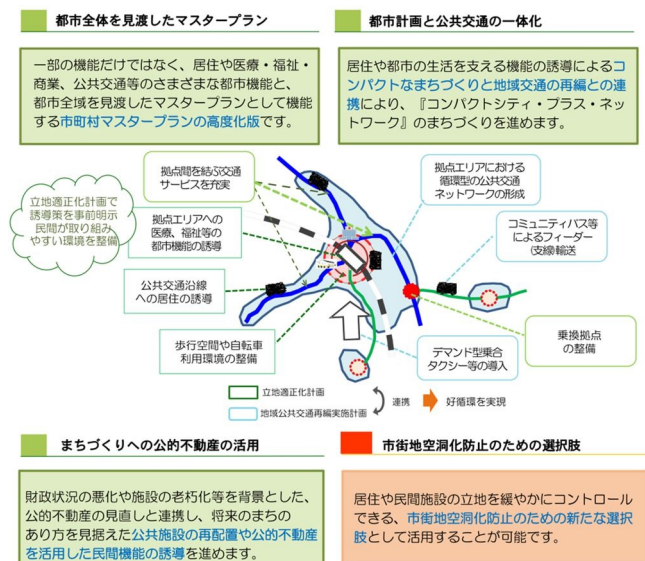 都市全体を見渡したマスタープラン
一部の機能だけではなく、居住や医療・福祉・
商業、公共交通等のさまざまな都市機能と、
都市全域を見渡したマスタープランとして機能
する市町村マスタープランの高度化版です。
都市計画と公共交通の一体化
居住や都市の生活を支える機能の誘導によるコ
ンパクトなまちづくりと地域交通の再編との連
携により、『コンパクトシティ・プラス・ネッ
トワーク』のまちづくりを進めます。
立地適正化計画で
誘導策を事前明示
民間が取り組み
やすい環境を整備
拠点間を結ぶ交通
サービスを充実
拠点エリアへの
医療、福祉等の
都市機能の誘導
公共交通沿線
への居住の誘導
歩行空間や自転車
利用環境の整備
拠点エリアにおける
循環型の公共交通
ネットワークの形成
コミュニティバス等
によるフィーダー
(支線)輸送
乗換拠点
の整備
デマンド型乗合
タクシー等の導入
立地適正化計画
地域公共交通再編実施計画
連携
好循環を実現
まちづくりへの公的不動産の活用
財政状況の悪化や施設の老朽化等を背景とした、
公的不動産の見直しと連携し、将来のまちの
あり方を見据えた公共施設の再配置や公的不動産
を活用した民間機能の誘導を進めます。
市街地空洞化防止のための選択肢
居住や民間施設の立地を緩やかにコントロール
できる、市街地空洞化防止のための新たな選択
肢として活用することが可能です。